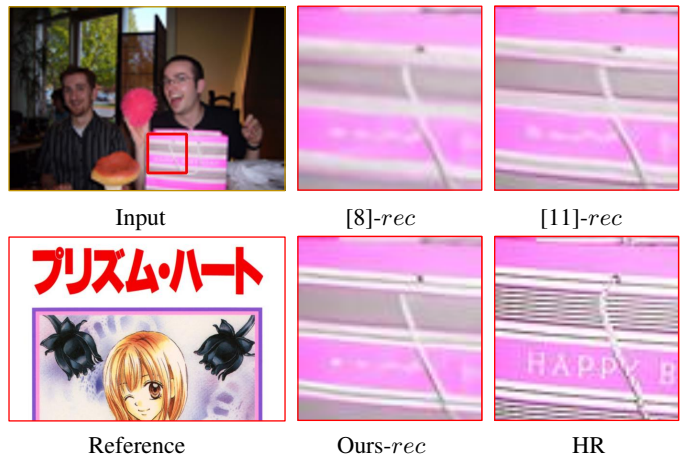 Input
[8]-rec
[11]-rec
プリズム・ハート
HAPPY B
Reference
Ours-rec
HR